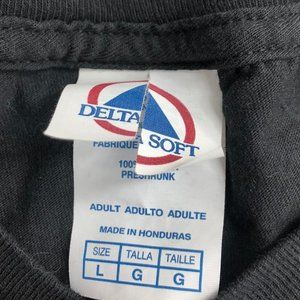 DELTA
SOFT
FABRIQUE
100%
PRESHRUNK
ADULT ADULTO ADULTE
MADE IN HONDURAS
SIZE TALLA TAILLE
L G G